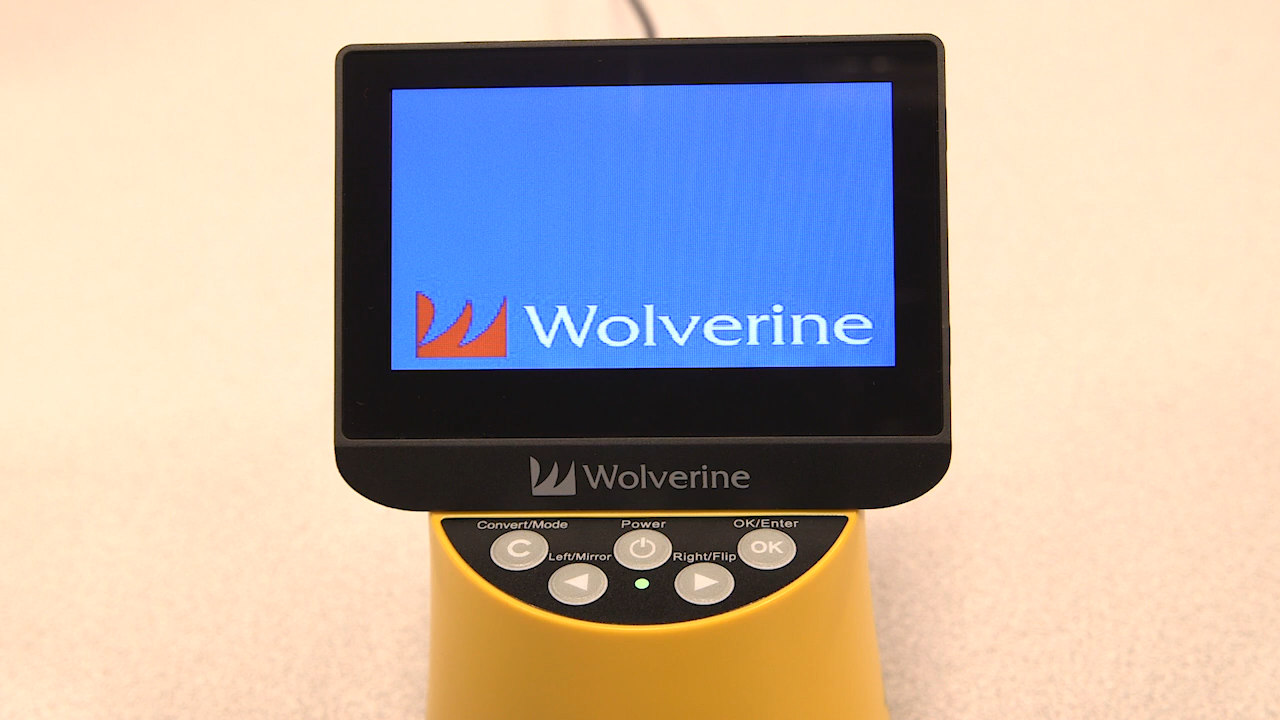 Wolverine
Wolverine
Convert/Mode Power OK/Enter
C OK
Left/Mirror Right/Flip